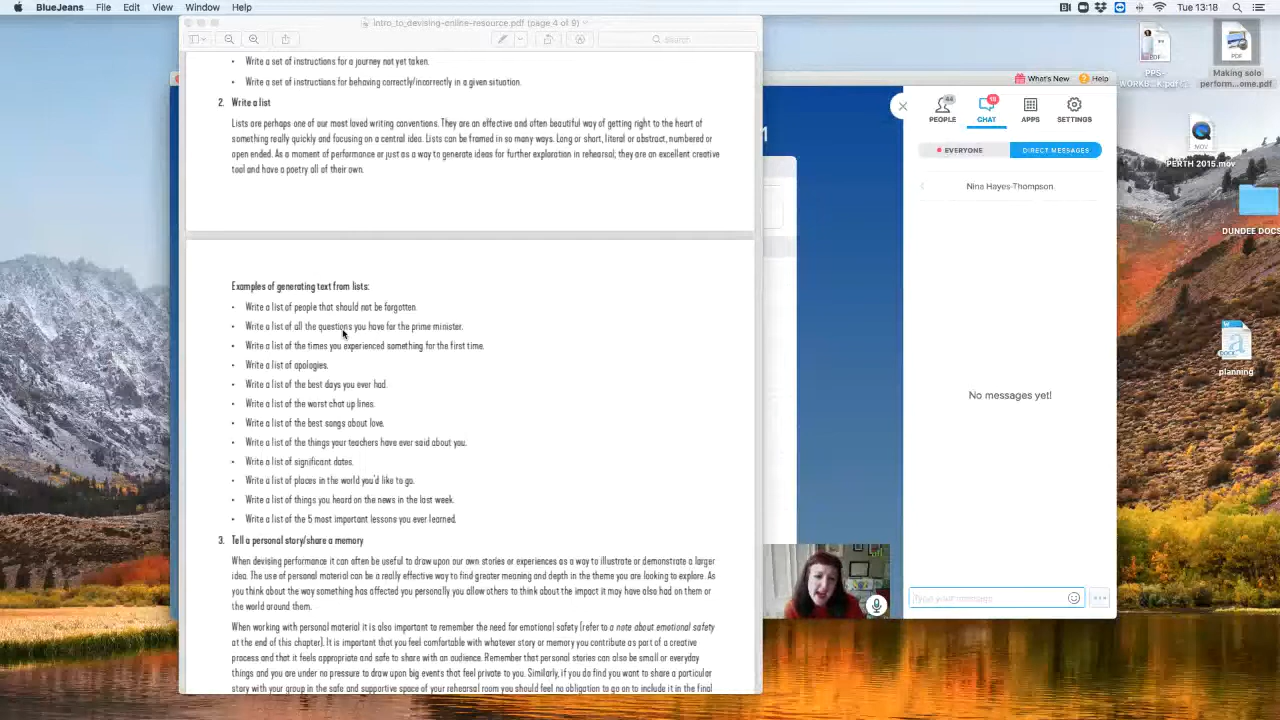 BlueJeans File Edit View Window Help
Tue 13:18
intro_to_devising-online-resource.pdf (page 4 of 9)
Search
• Write a set of instructions for a journey not yet taken.
• Write a set of instructions for behaving correctly/incorrectly in a given situation.
2. Write a list
Lists are perhaps one of our most loved writing conventions. They are an effective and often beautiful way of getting right to the heart of
something really quickly and focusing on a central idea. Lists can be framed in so many ways. Long or short, literal or abstract, numbered or
open ended. As a moment of performance or just as a way to generate ideas for further exploration in rehearsal; they are an excellent creative
tool and have a poetry all of their own.
Examples of generating text from lists:
• Write a list of people that should not be forgotten.
• Write a list of all the questions you have for the prime minister.
• Write a list of the times you experienced something for the first time.
• Write a list of apologies.
• Write a list of the best days you ever had.
• Write a list of the worst chat up lines.
• Write a list of the best songs about love.
• Write a list of the things your teachers have ever said about you.
• Write a list of significant dates.
• Write a list of places in the world you'd like to go.
• Write a list of things you heard on the news in the last week.
• Write a list of the 5 most important lessons you ever learned.
3. Tell a personal story/share a memory
When devising performance it can often be useful to draw upon our own stories or experiences as a way to illustrate or demonstrate a larger
idea. The use of personal material can be a really effective way to find greater meaning and depth in the theme you are looking to explore. As
you think about the way something has affected you personally you allow others to think about the impact it may have also had on them or
the world around them.
When working with personal material it is also important to remember the need for emotional safety (refer to a note about emotional safety
at the end of this chapter). It is important that you feel comfortable with whatever story or memory you contribute as part of a creative
process and that it feels appropriate and safe to share with an audience. Remember that personal stories can also be small or everyday
things and you are under no pressure to draw upon big events that feel private to you. Similarly, if you do find you want to share a particular
story with your group in the safe and supportive space of your rehearsal room you should feel no obligation to go on to include it in the final
What's New Help
PEOPLE CHAT APPS SETTINGS
EVERYONE DIRECT MESSAGES
Nina Hayes-Thompson
No messages yet!
Type your message
PDF
Making solo
perform...ome.pdf
MOV
PERTH 2015.mov
DUNDEE DOCS
DOCX
planning